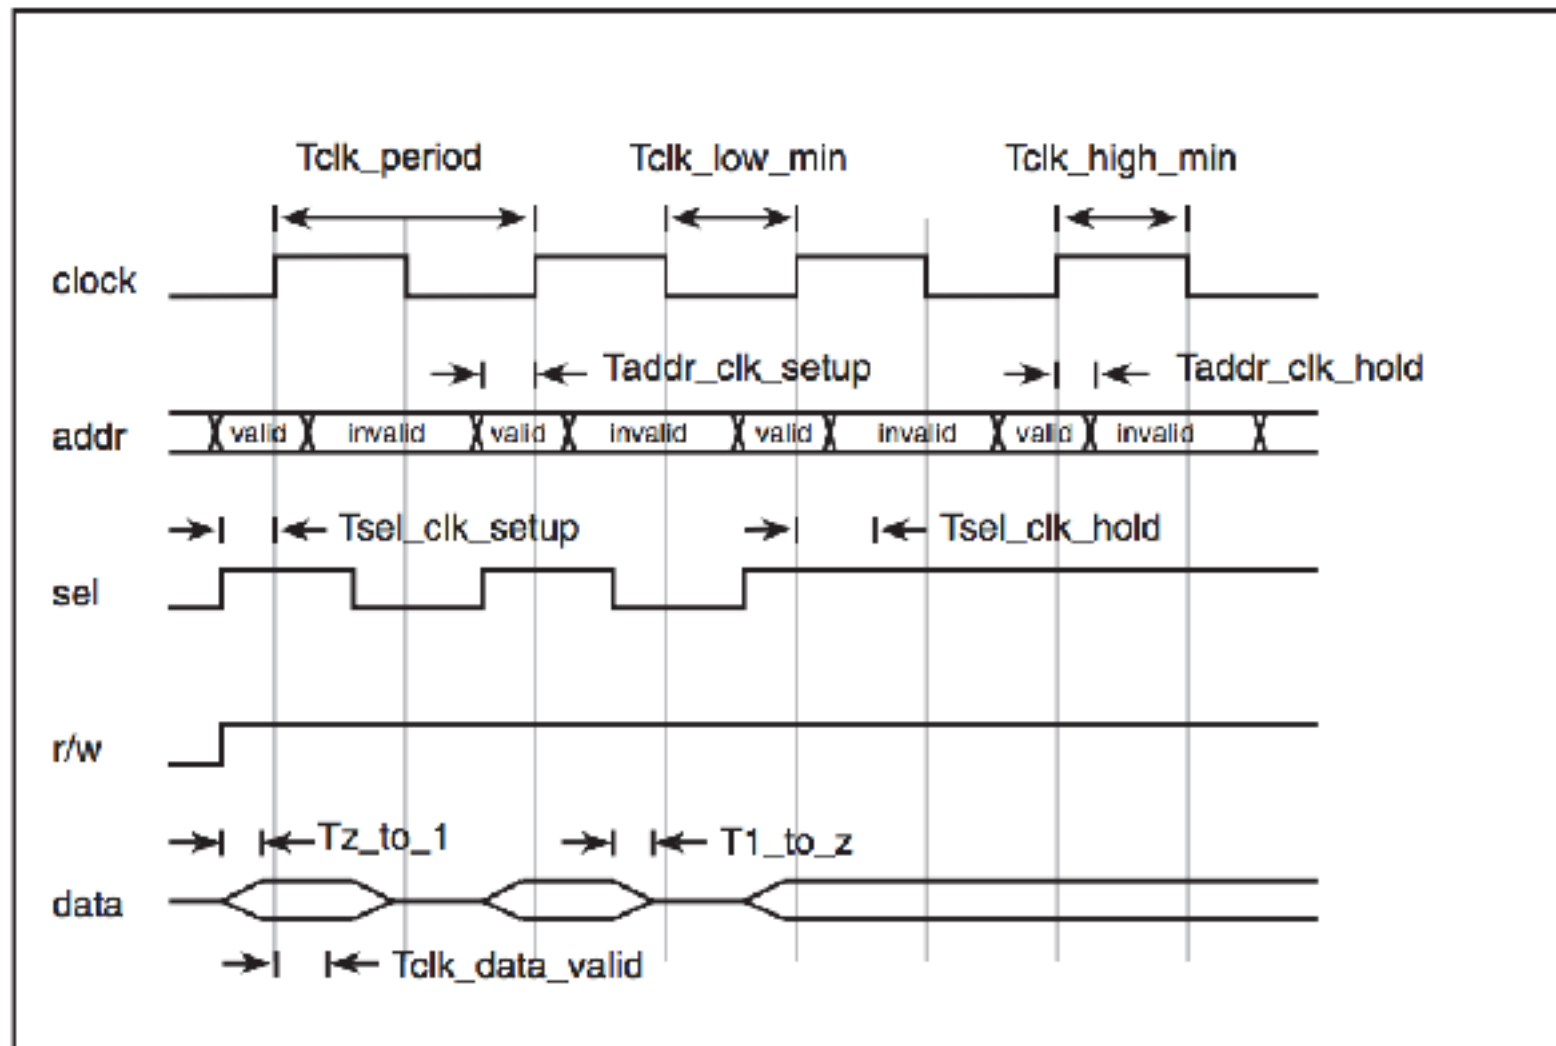 Tclk_period Tclk_low_min Tclk_high_min
clock
Taddr_clk_setup Taddr_clk_hold
addr valid invalid valid invalid valid invalid valid invalid
Tsel_clk_setup Tsel_clk_hold
sel
r/w
Tz_to_1 T1_to_z
data
Tclk_data_valid